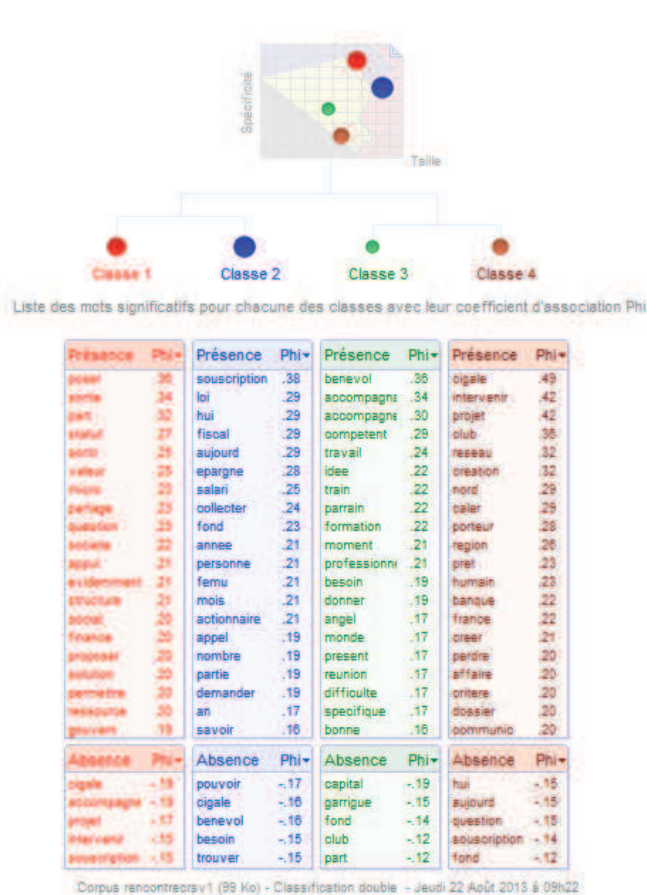 Spécificité
Taille
Classe 1 Classe 2 Classe 3 Classe 4
Liste des mots significatifs pour chacune des classes avec leur coefficient d'association Phi
Présence Phi Présence Phi Présence Phi Présence Phi
poser .36 souscription .38 benevol .36 cigale .49
sorte .34 loi .29 accompagna .34 intervenir .42
part .32 hui .29 accompagne .30 projet .42
statut .27 fiscal .29 competent .29 club .36
sortir .25 aujourd .29 travail .24 reseau .32
valeur .25 epargne .28 idee .22 creation .32
micro .23 salari .25 train .22 nord .29
partage .23 collecter .24 parrain .22 caler .29
question .23 fond .23 formation .22 porteur .28
societe .22 annee .21 moment .21 region .26
appui .21 personne .21 professionn .21 pret .23
evidemment .21 femu .21 besoin .19 humain .23
structure .21 mois .21 donner .19 banque .22
social .20 actionnaire .21 angel .17 france .22
finance .20 appel .19 monde .17 creer .21
proposer .20 nombre .19 present .17 perdre .20
solution .20 partie .19 reunion .17 affaire .20
permettre .20 demander .19 difficulte .17 critere .20
ressource .20 an .17 specifique .17 dossier .20
gouvern .19 savoir .16 bonne .16 communic .20
Absence Phi Absence Phi Absence Phi Absence Phi
cigale -.19 pouvoir -.17 capital -.19 hui -.15
accompagne -.19 cigale -.16 garrigue -.15 aujourd -.15
projet -.17 benevol -.16 fond -.14 question -.15
intervenir -.15 besoin -.15 club -.12 souscription -.14
souscription -.15 trouver -.15 part -.12 fond -.12
Corpus rencontrecrsv1 (99 Ko) - Classification double - Jeudi 22 Août 2013 à 09h22